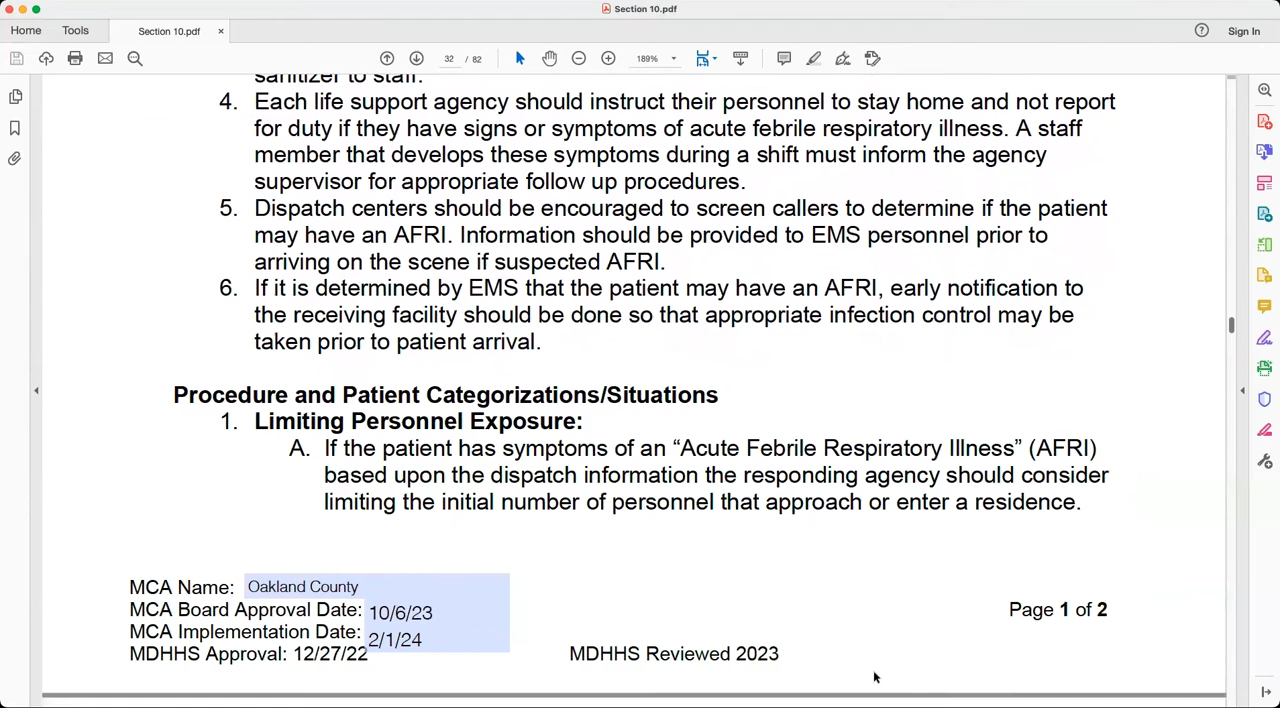 Section 10.pdf
Home Tools Section 10.pdf × Sign In
32 / 82 189%
sanitizer to staff.
4. Each life support agency should instruct their personnel to stay home and not report
for duty if they have signs or symptoms of acute febrile respiratory illness. A staff
member that develops these symptoms during a shift must inform the agency
supervisor for appropriate follow up procedures.
5. Dispatch centers should be encouraged to screen callers to determine if the patient
may have an AFRI. Information should be provided to EMS personnel prior to
arriving on the scene if suspected AFRI.
6. If it is determined by EMS that the patient may have an AFRI, early notification to
the receiving facility should be done so that appropriate infection control may be
taken prior to patient arrival.
Procedure and Patient Categorizations/Situations
1. Limiting Personnel Exposure:
A. If the patient has symptoms of an “Acute Febrile Respiratory Illness” (AFRI)
based upon the dispatch information the responding agency should consider
limiting the initial number of personnel that approach or enter a residence.
MCA Name: Oakland County
MCA Board Approval Date: 10/6/23 Page 1 of 2
MCA Implementation Date: 2/1/24
MDHHS Approval: 12/27/22 MDHHS Reviewed 2023